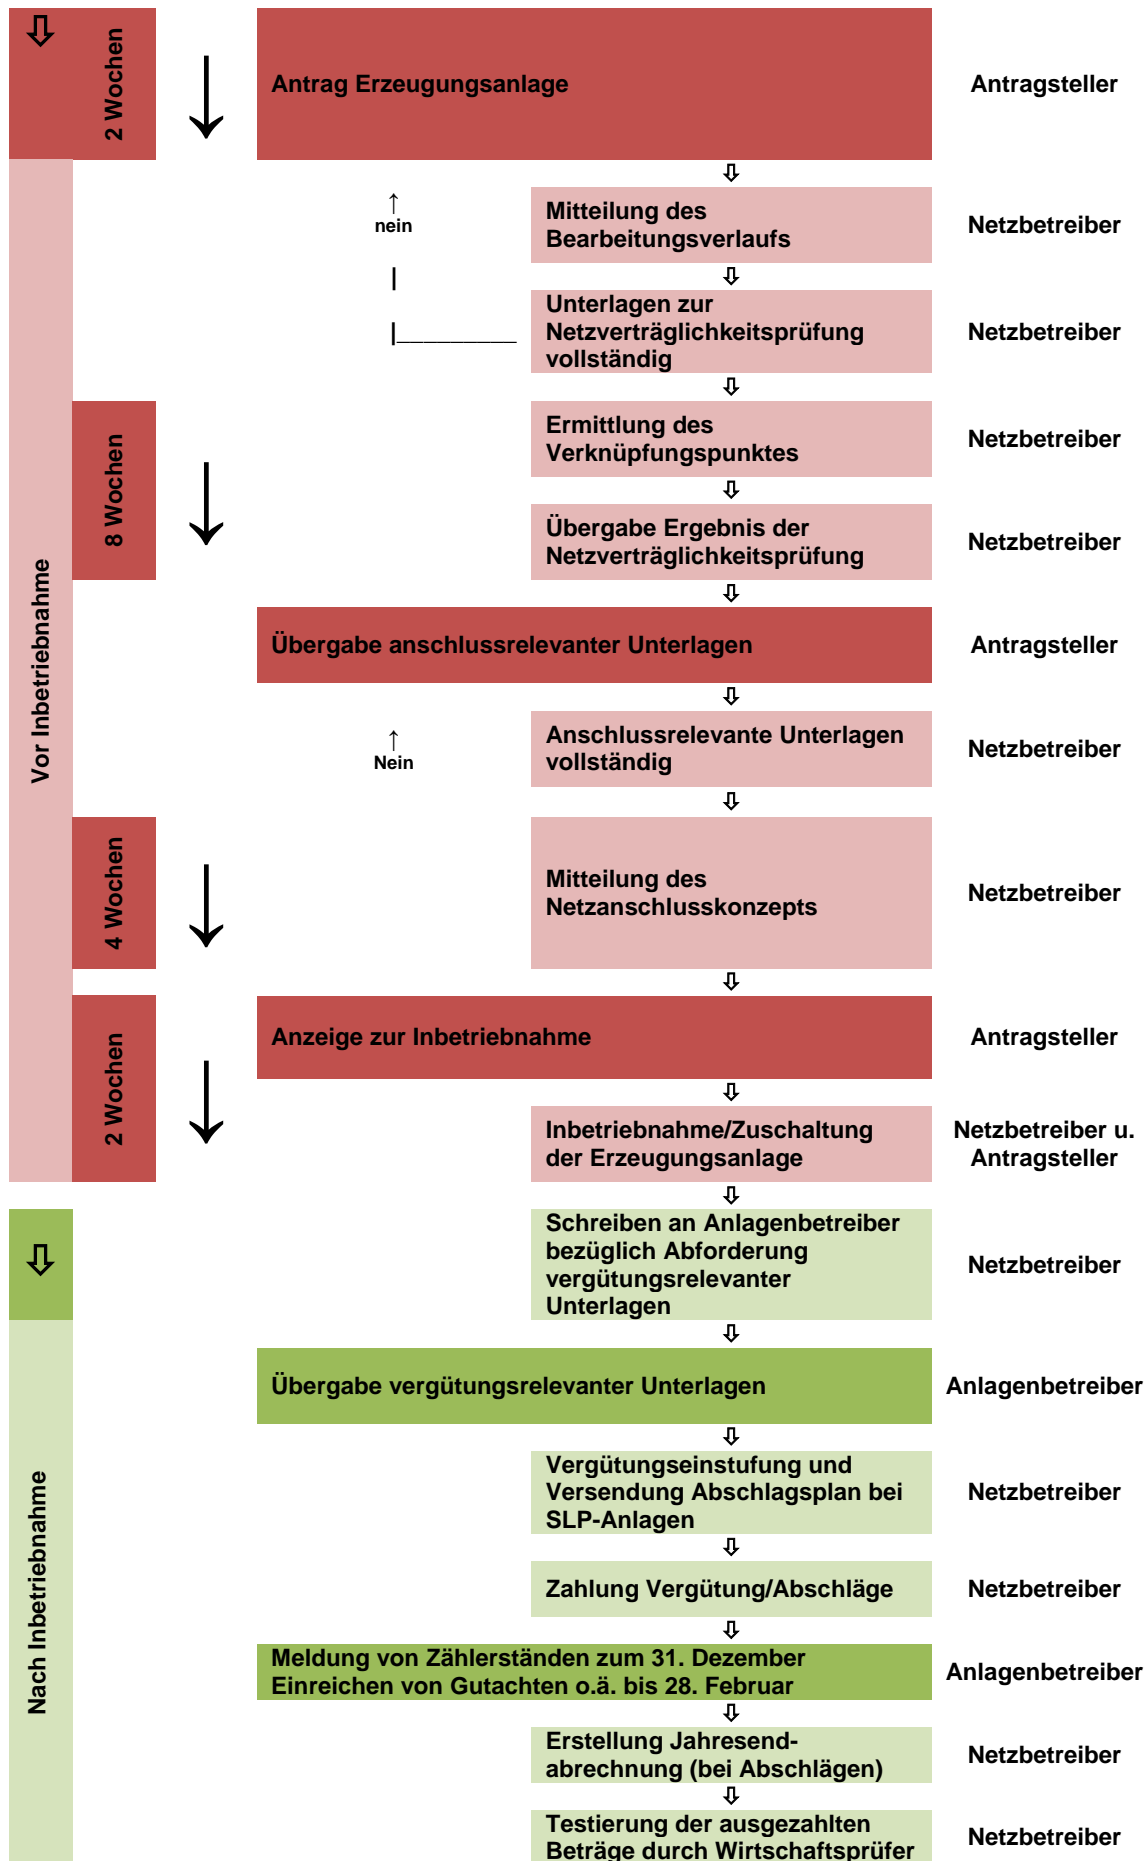 ⇩
2 Wochen
↓
Antrag Erzeugungsanlage
Antragsteller
⇩
Vor Inbetriebnahme
↑
nein
Mitteilung des
Bearbeitungsverlaufs
Netzbetreiber
|
⇩
|_________
Unterlagen zur
Netzverträglichkeitsprüfung
vollständig
Netzbetreiber
⇩
8 Wochen
↓
Ermittlung des
Verknüpfungspunktes
Netzbetreiber
⇩
Übergabe Ergebnis der
Netzverträglichkeitsprüfung
Netzbetreiber
⇩
Übergabe anschlussrelevanter Unterlagen
Antragsteller
⇩
↑
Nein
Anschlussrelevante Unterlagen
vollständig
Netzbetreiber
⇩
4 Wochen
↓
Mitteilung des
Netzanschlusskonzepts
Netzbetreiber
⇩
2 Wochen
↓
Anzeige zur Inbetriebnahme
Antragsteller
⇩
Inbetriebnahme/Zuschaltung
der Erzeugungsanlage
Netzbetreiber u.
Antragsteller
⇩
⇩
Schreiben an Anlagenbetreiber
bezüglich Abforderung
vergütungsrelevanter
Unterlagen
Netzbetreiber
⇩
Nach Inbetriebnahme
Übergabe vergütungsrelevanter Unterlagen
Anlagenbetreiber
⇩
Vergütungseinstufung und
Versendung Abschlagsplan bei
SLP-Anlagen
Netzbetreiber
⇩
Zahlung Vergütung/Abschläge
Netzbetreiber
⇩
Meldung von Zählerständen zum 31. Dezember
Einreichen von Gutachten o.ä. bis 28. Februar
Anlagenbetreiber
⇩
Erstellung Jahresend-
abrechnung (bei Abschlägen)
Netzbetreiber
⇩
Testierung der ausgezahlten
Beträge durch Wirtschaftsprüfer
Netzbetreiber